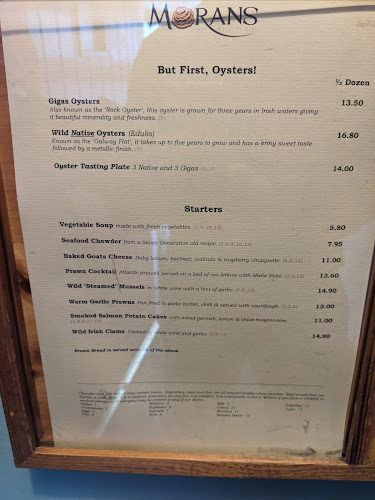 MORANS
But First, Oysters!
½ Dozen
Gigas Oysters 13.50
Also known as the 'Rock Oyster', this oyster is grown for three years in Irish waters giving
it beautiful minerality and freshness.
Wild Native Oysters (Edulis) 16.80
Known as the 'Galway Flat', it takes up to five years to grow and has a briny sweet taste
followed by a metallic finish.
Oyster Tasting Plate 3 Native and 3 Gigas 14.00
Starters
Vegetable Soup made with fresh vegetables 5.80
Seafood Chowder from a Seven Generation old recipe 7.95
Baked Goats Cheese Baby leaves, beetroot, walnuts, & raspberry vinaigrette. 11.00
Prawn Cocktail Atlantic prawns served on a bed of cos lettuce with Marie Rose 13.60
Wild 'Steamed' Mussels in white wine with a hint of garlic 14.90
Warm Garlic Prawns Pan fried in garlic butter, chilli & served with sourdough. 13.00
Smoked Salmon Potato Cakes with salad garnish, lemon & chive mayonnaise 11.00
Wild Irish Clams Cooked in white wine and garlic 14.90
Brown Bread is served with all of the above